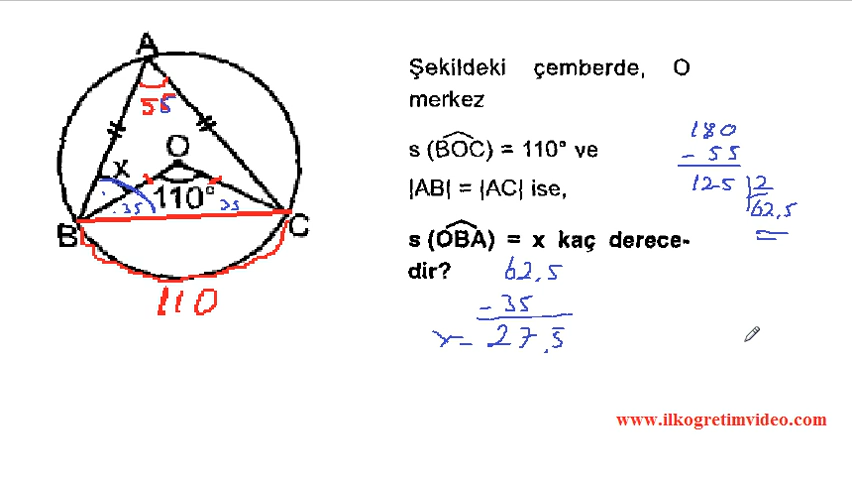 A
Şekildeki çemberde, O
merkez
55
180
- 55
125 2
62,5
O
s (BOC) = 110° ve
x
110°
35
35
|AB| = |AC| ise,
B
C
s (OBA) = x kaç derece-
dir?
62,5
- 35
x = 27,5
110
www.ilkogretimvideo.com